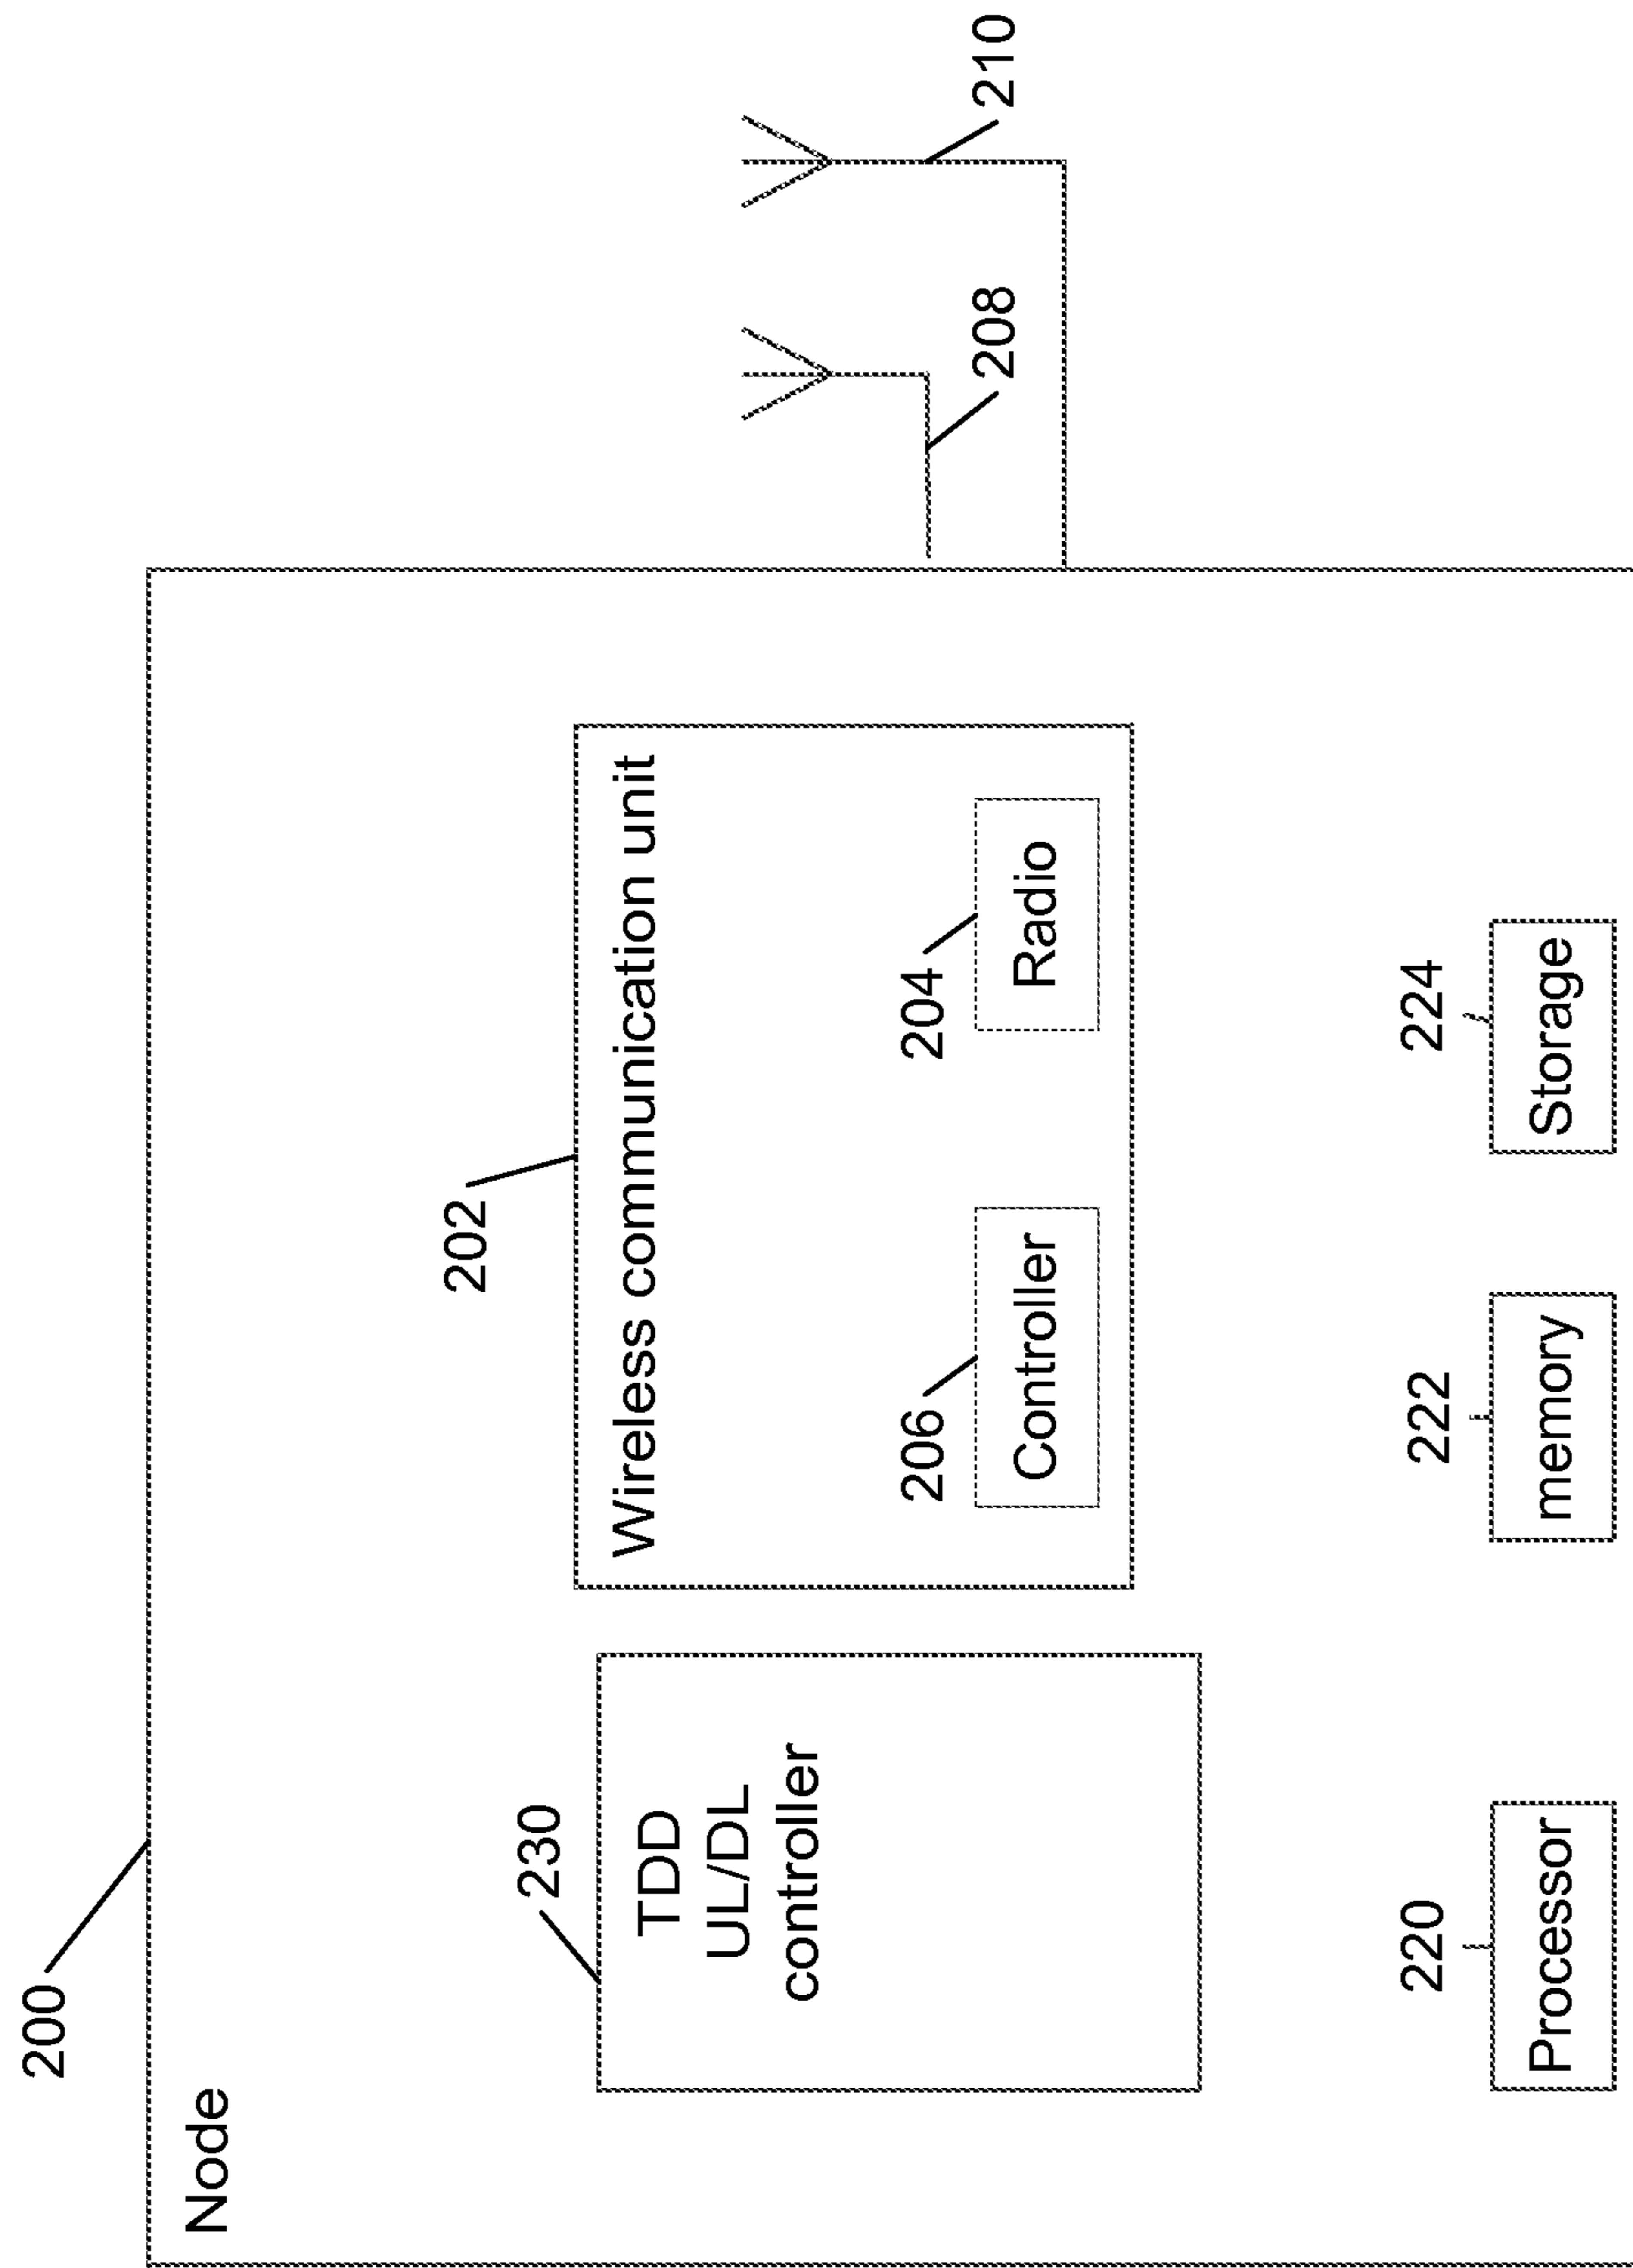 200
Node
202
230
Wireless communication unit
TDD
UL/DL
controller
206
204
208
210
Controller
Radio
220
222
224
Processor
memory
Storage